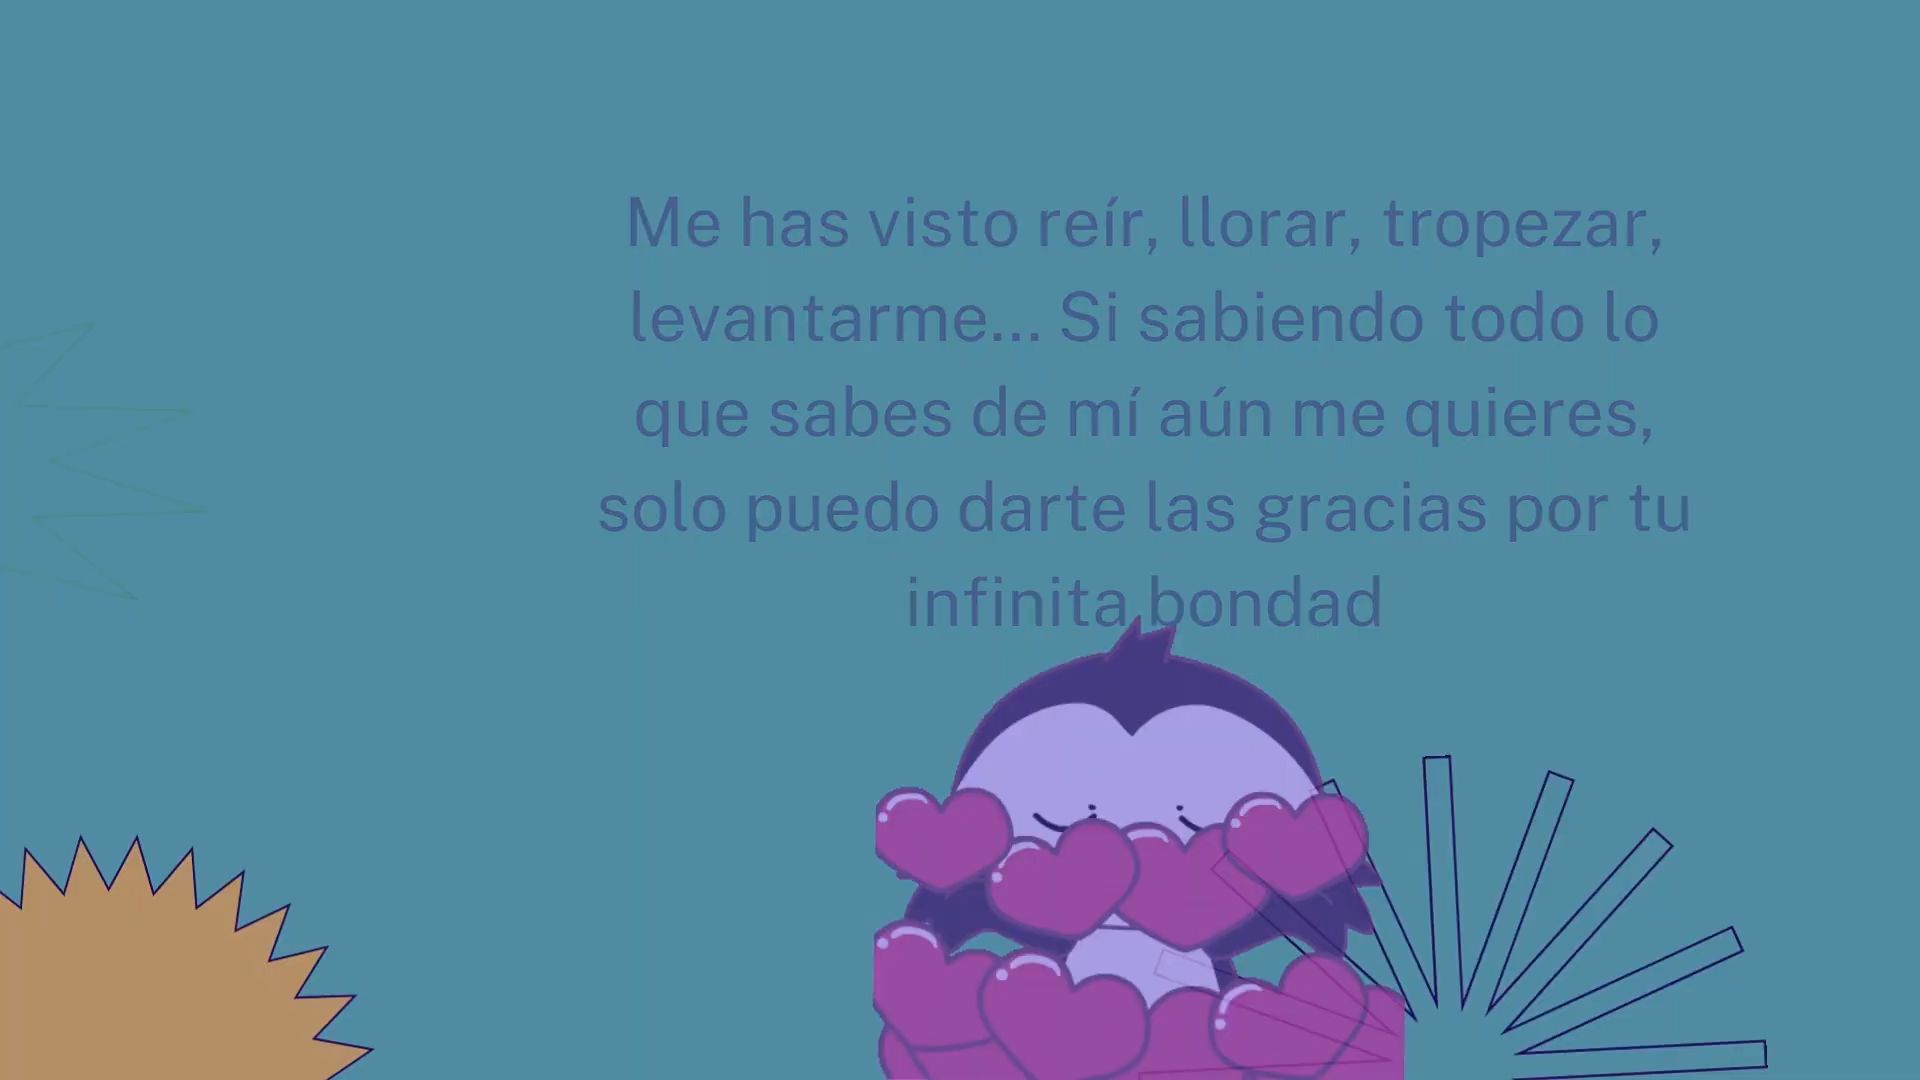 Me has visto reír, llorar, tropezar,
levantarme... Si sabiendo todo lo
que sabes de mí aún me quieres,
solo puedo darte las gracias por tu
infinita bondad